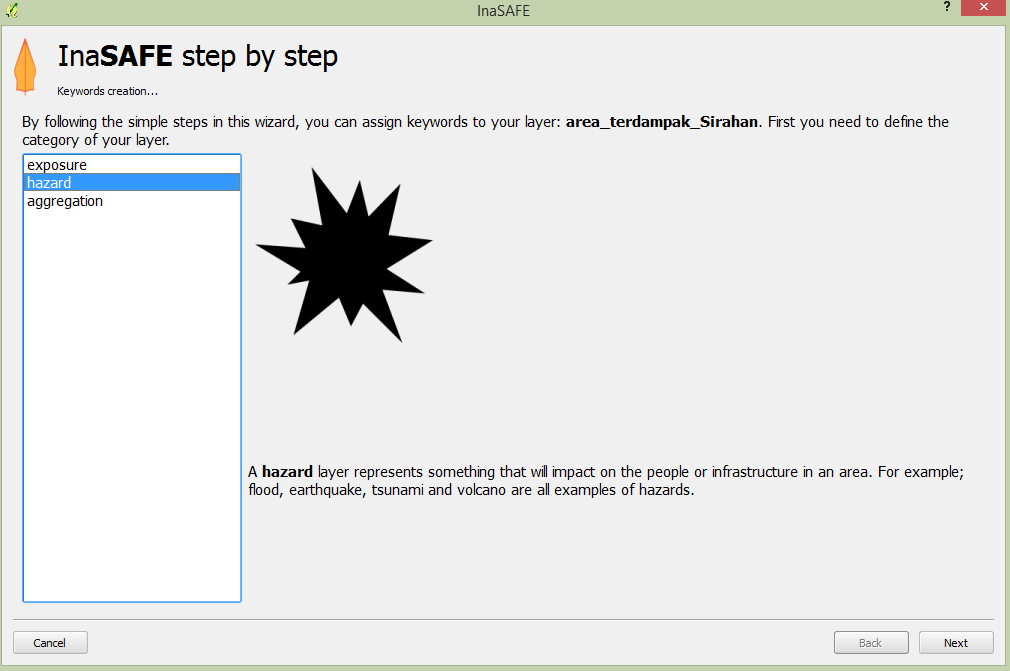 InaSAFE
?
InaSAFE step by step
Keywords creation...
By following the simple steps in this wizard, you can assign keywords to your layer: area_terdampak_Sirahan. First you need to define the
category of your layer.
exposure
hazard
aggregation
A hazard layer represents something that will impact on the people or infrastructure in an area. For example;
flood, earthquake, tsunami and volcano are all examples of hazards.
Cancel
Back
Next